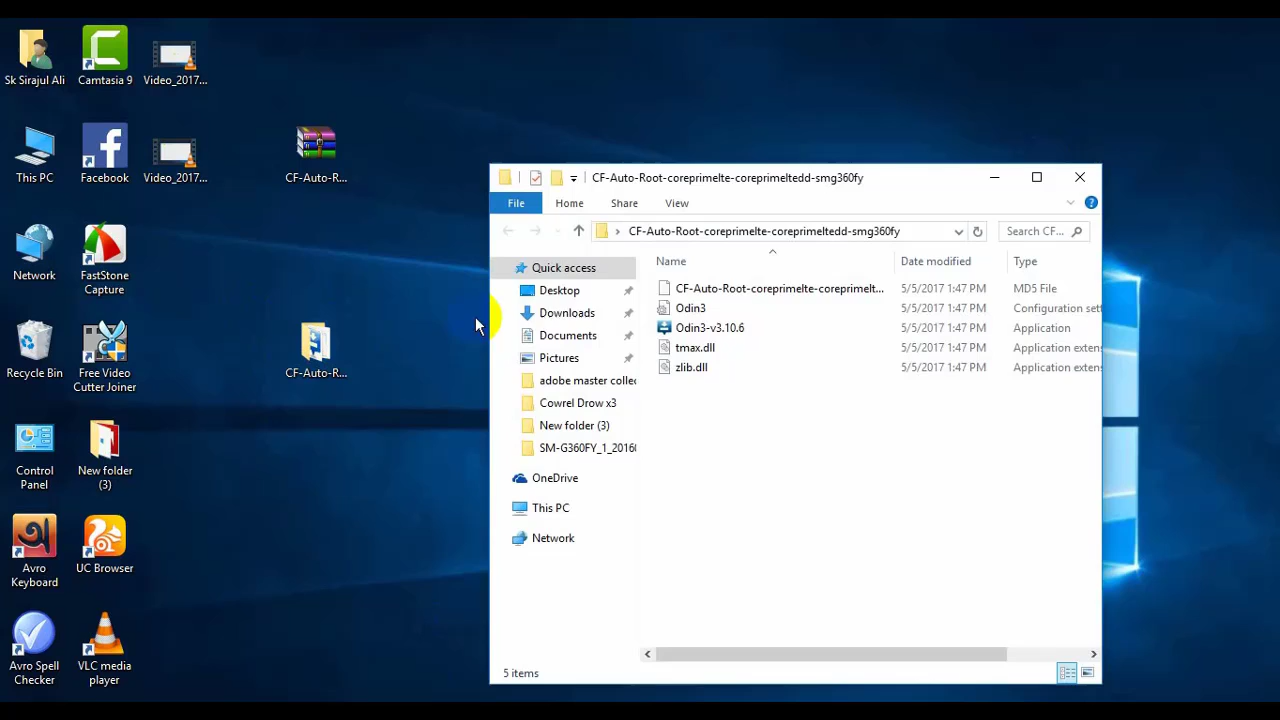 Sk Sirajul Ali
Camtasia 9
Video_2017...
This PC
Facebook
Video_2017...
CF-Auto-R...
Network
FastStone
Capture
Recycle Bin
Free Video
Cutter Joiner
CF-Auto-R...
Control
Panel
New folder
(3)
Avro
Keyboard
UC Browser
Avro Spell
Checker
VLC media
player
CF-Auto-Root-coreprimelte-coreprimeltedd-smg360fy
File Home Share View
CF-Auto-Root-coreprimelte-coreprimeltedd-smg360fy
Search CF...
Quick access
Desktop
Downloads
Documents
Pictures
adobe master collec
Cowrel Drow x3
New folder (3)
SM-G360FY_1_2016
OneDrive
This PC
Network
Name Date modified Type
CF-Auto-Root-coreprimelte-coreprimelt... 5/5/2017 1:47 PM MD5 File
Odin3 5/5/2017 1:47 PM Configuration sett
Odin3-v3.10.6 5/5/2017 1:47 PM Application
tmax.dll 5/5/2017 1:47 PM Application extens
zlib.dll 5/5/2017 1:47 PM Application extens
5 items